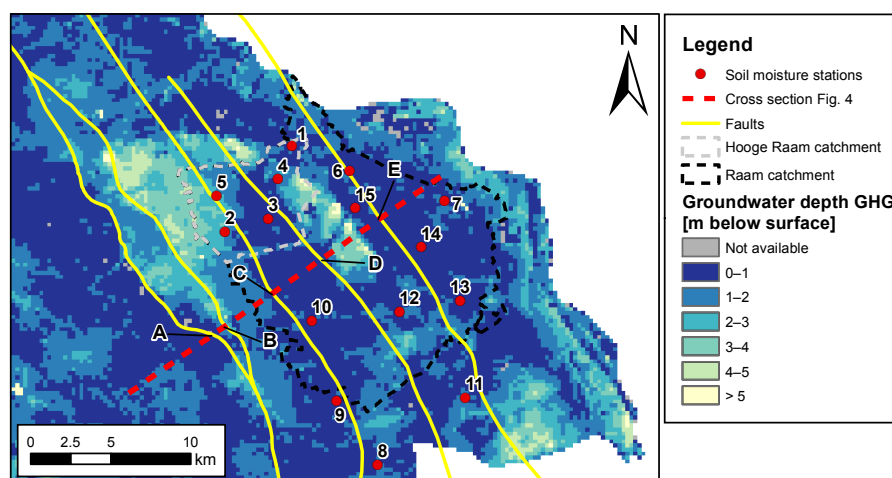 N
1
4
6
E
5
15
7
3
2
14
D
C
13
12
10
A
B
11
9
8
0 2.5 5 10
km
Legend
Soil moisture stations
Cross section Fig. 4
Faults
Hooge Raam catchment
Raam catchment
Groundwater depth GHG
[m below surface]
Not available
0–1
1–2
2–3
3–4
4–5
> 5